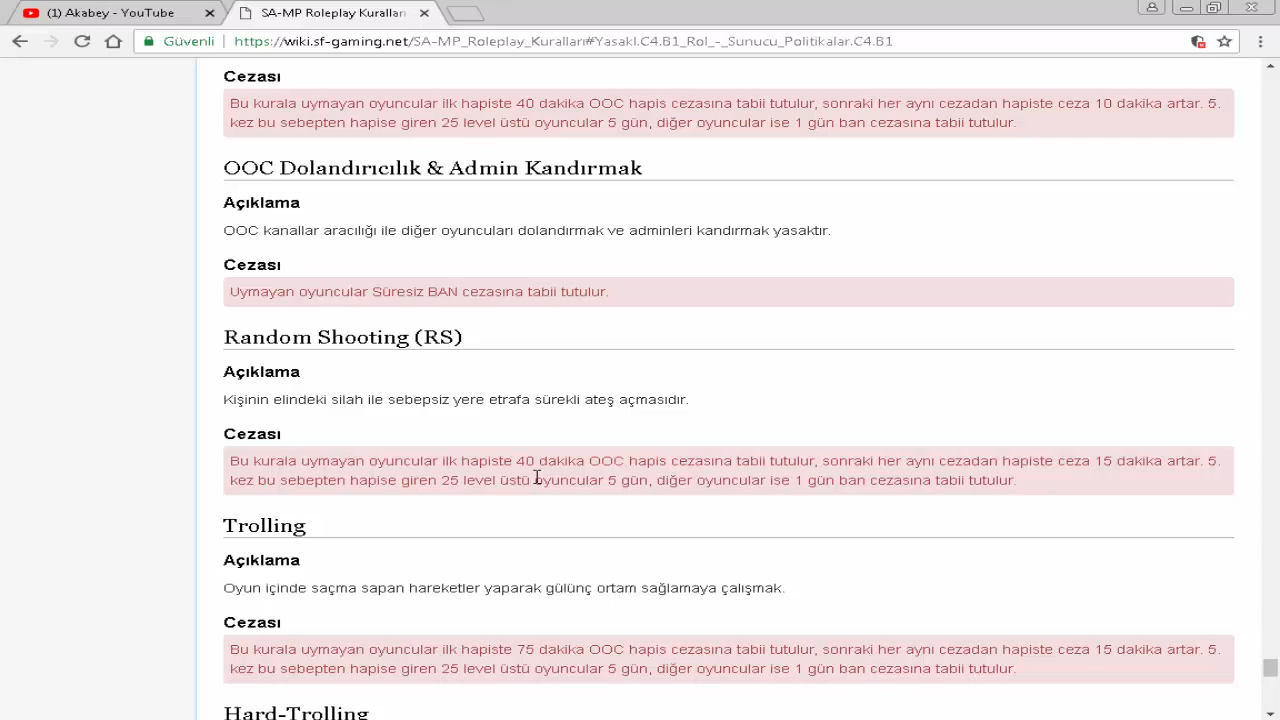 (1) Akabey - YouTube
SA-MP Roleplay Kuralları
Güvenli
https://wiki.sf-gaming.net/SA-MP_Roleplay_Kuralları#Yasakl.C4.B1_Rol_-_Sunucu_Politikalar.C4.B1
Cezası
Bu kurala uymayan oyuncular ilk hapiste 40 dakika OOC hapis cezasına tabii tutulur, sonraki her aynı cezadan hapiste ceza 10 dakika artar. 5.
kez bu sebepten hapise giren 25 level üstü oyuncular 5 gün, diğer oyuncular ise 1 gün ban cezasına tabii tutulur.
OOC Dolandırıcılık & Admin Kandırmak
Açıklama
OOC kanallar aracılığı ile diğer oyuncuları dolandırmak ve adminleri kandırmak yasaktır.
Cezası
Uymayan oyuncular Süresiz BAN cezasına tabii tutulur.
Random Shooting (RS)
Açıklama
Kişinin elindeki silah ile sebepsiz yere etrafa sürekli ateş açmasıdır.
Cezası
Bu kurala uymayan oyuncular ilk hapiste 40 dakika OOC hapis cezasına tabii tutulur, sonraki her aynı cezadan hapiste ceza 15 dakika artar. 5.
kez bu sebepten hapise giren 25 level üstü oyuncular 5 gün, diğer oyuncular ise 1 gün ban cezasına tabii tutulur.
Trolling
Açıklama
Oyun içinde saçma sapan hareketler yaparak gülünç ortam sağlamaya çalışmak.
Cezası
Bu kurala uymayan oyuncular ilk hapiste 75 dakika OOC hapis cezasına tabii tutulur, sonraki her aynı cezadan hapiste ceza 15 dakika artar. 5.
kez bu sebepten hapise giren 25 level üstü oyuncular 5 gün, diğer oyuncular ise 1 gün ban cezasına tabii tutulur.
Hard-Trolling